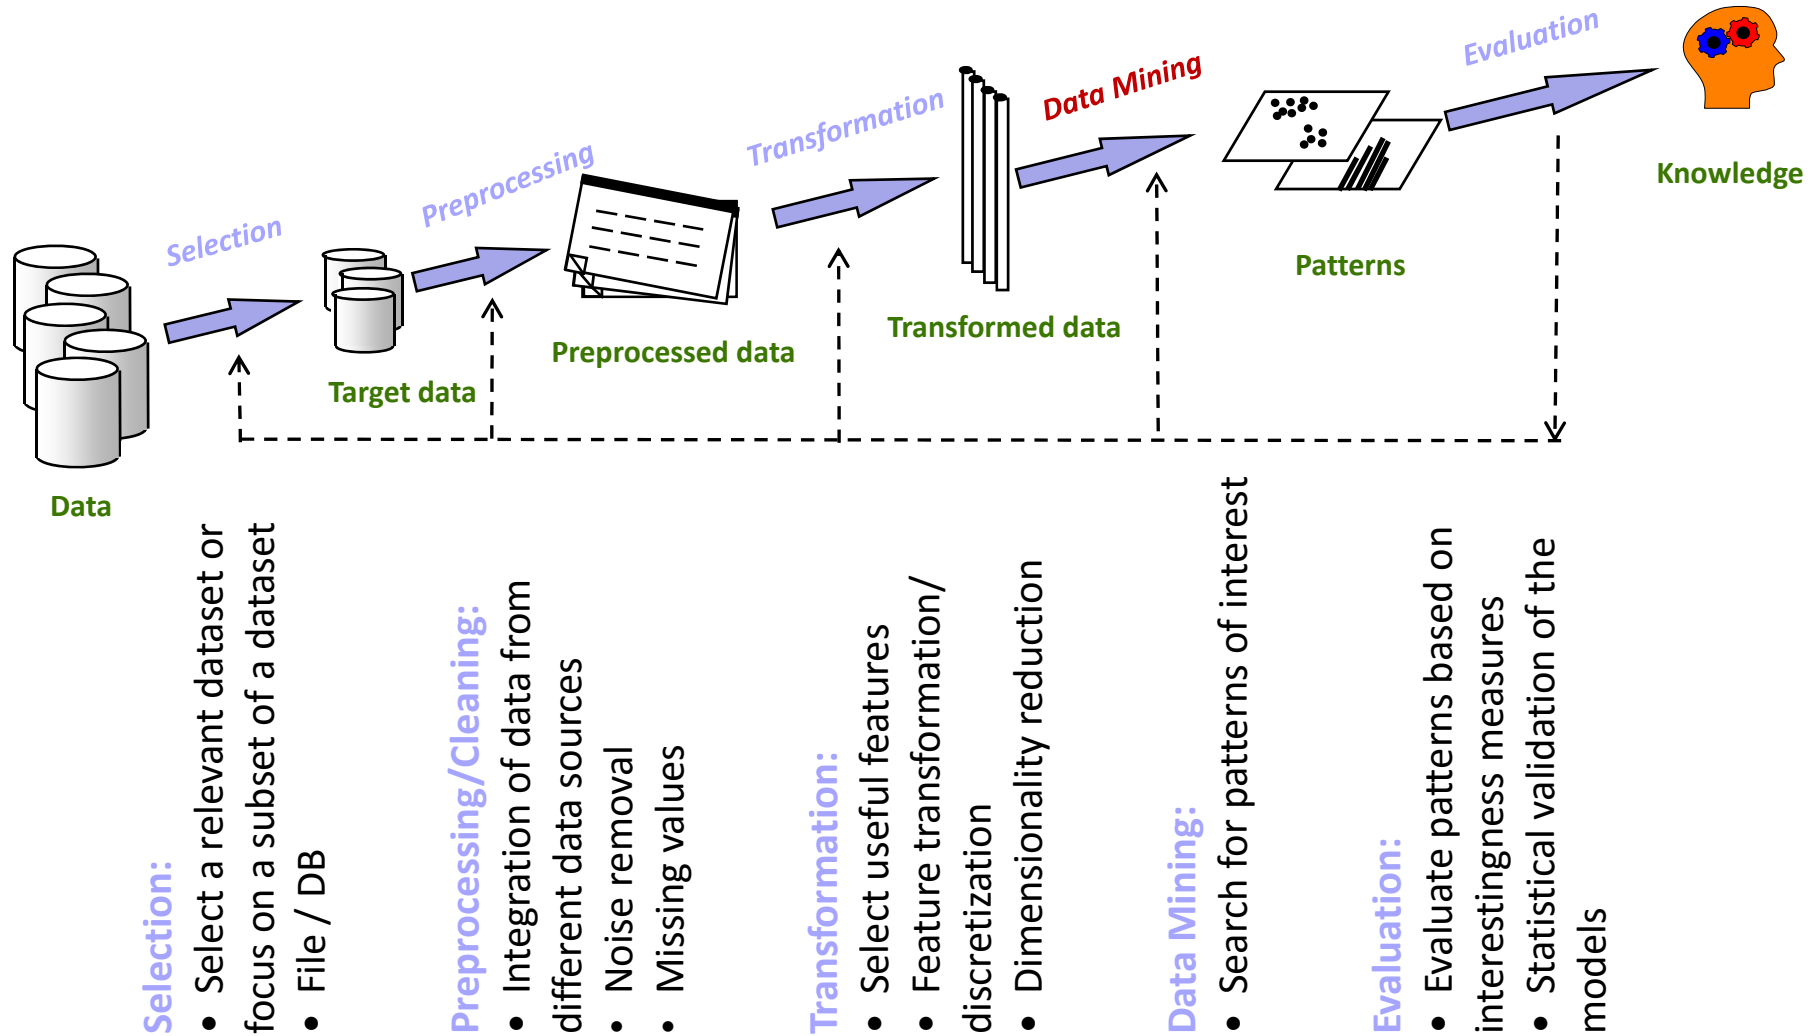 Selection
Preprocessing
Transformation
Data Mining
Evaluation
Data
Target data
Preprocessed data
Transformed data
Patterns
Knowledge
Selection:
• Select a relevant dataset or
focus on a subset of a dataset
• File / DB
Preprocessing/Cleaning:
• Integration of data from
different data sources
• Noise removal
• Missing values
Transformation:
• Select useful features
• Feature transformation/
discretization
• Dimensionality reduction
Data Mining:
• Search for patterns of interest
Evaluation:
• Evaluate patterns based on
interestingness measures
• Statistical validation of the
models